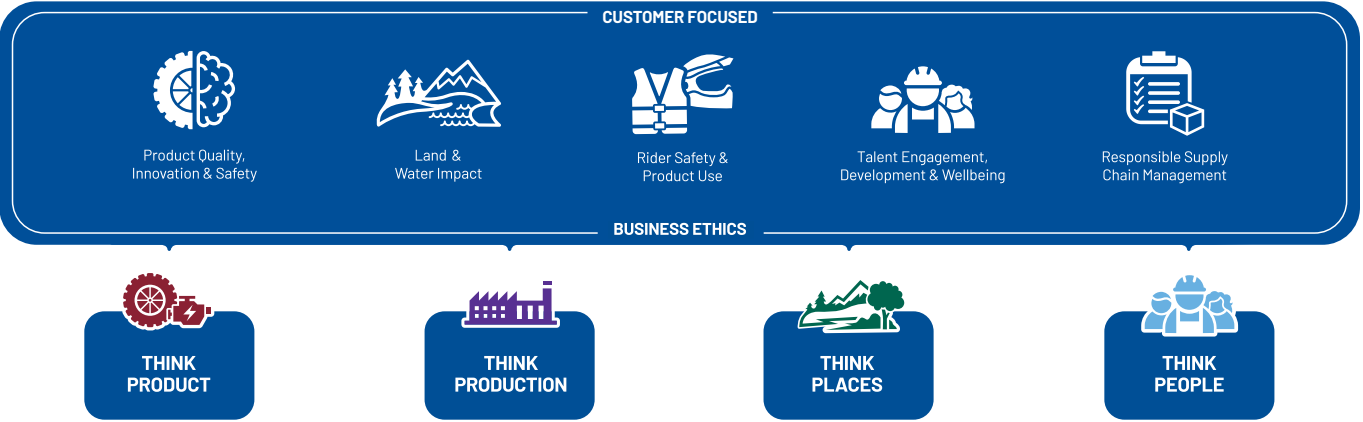 CUSTOMER FOCUSED
Product Quality,
Innovation & Safety
Land &
Water Impact
Rider Safety &
Product Use
Talent Engagement,
Development & Wellbeing
Responsible Supply
Chain Management
BUSINESS ETHICS
THINK
PRODUCT
THINK
PRODUCTION
THINK
PLACES
THINK
PEOPLE